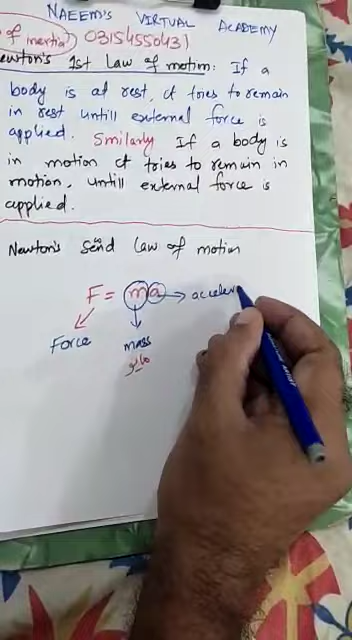 NAEEM's VIRTUAL ACADEMY
of inertia) 03154550431
ewton's 1st Law of motion: If a
body is at rest, it tries to remain
in rest untill external force is
applied. Smilarly If a body is
in motion it tries to remain in
motion, untill external force is
applied.
Newton's 2nd Law of motion
F = ma → acceler
Force mass